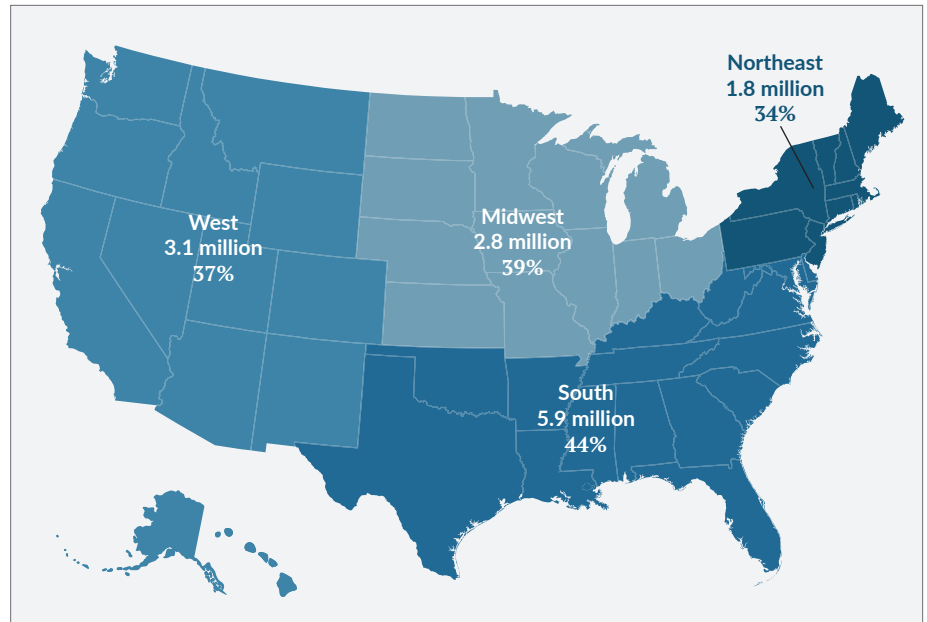 Northeast
1.8 million
34%
West
3.1 million
37%
Midwest
2.8 million
39%
South
5.9 million
44%